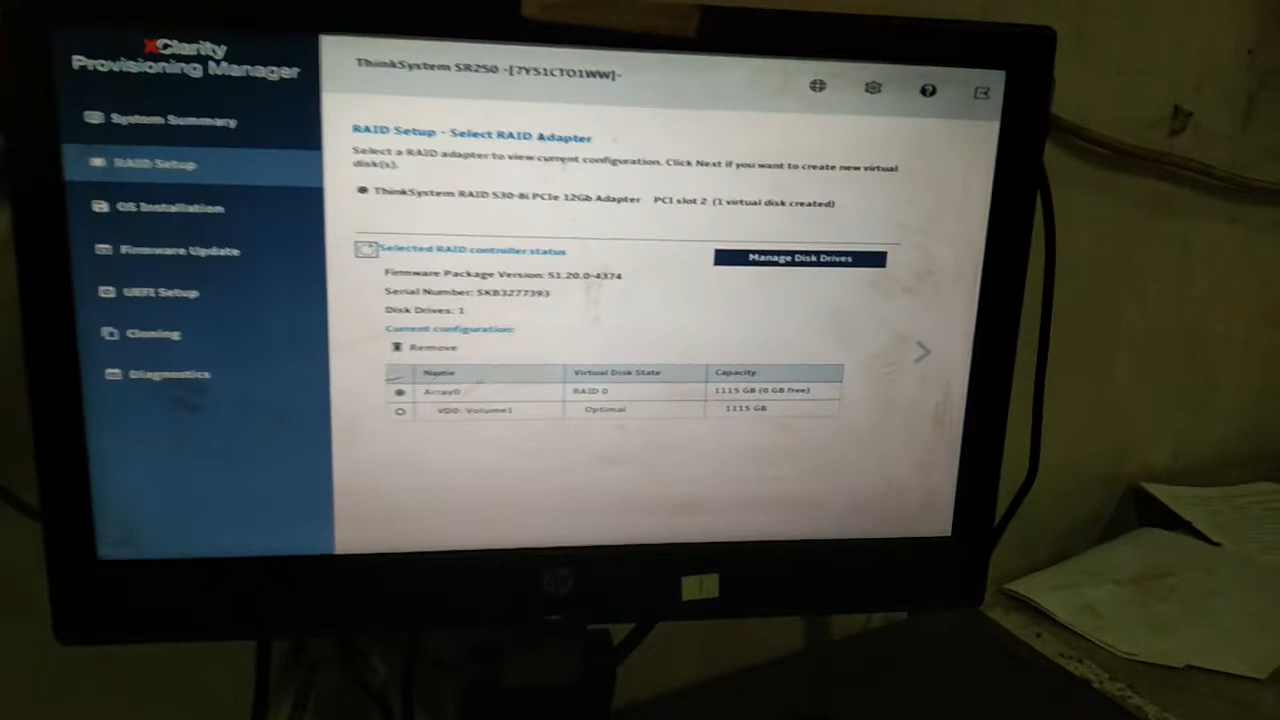 xClarity
Provisioning Manager
System Summary
RAID Setup
OS Installation
Firmware Update
UEFI Setup
Cloning
Diagnostics
ThinkSystem SR250 -[7Y51CTO1WW]-
RAID Setup - Select RAID Adapter
Select a RAID adapter to view current configuration. Click Next if you want to create new virtual
disk(s).
ThinkSystem RAID 530-8i PCIe 12Gb Adapter PCI slot 2 (1 virtual disk created)
Selected RAID controller status
Manage Disk Drives
Firmware Package Version: 51.20.0-4374
Serial Number: SKB3277393
Disk Drives: 1
Current configuration:
Remove
Name Virtual Disk State Capacity
Array0 RAID 0 1115 GB (0 GB free)
VD0: Volume1 Optimal 1115 GB
hp
1